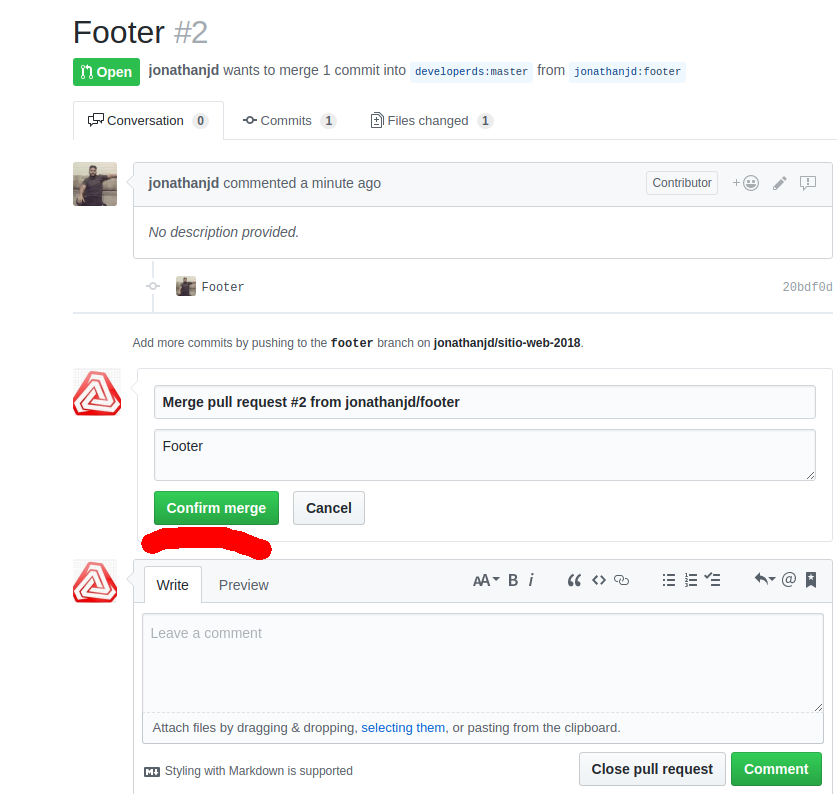 Footer #2
Open jonathanjd wants to merge 1 commit into developerds:master from jonathanjd:footer
Conversation 0 Commits 1 Files changed 1
jonathanjd commented a minute ago Contributor
No description provided.
Footer 20bdf0d
Add more commits by pushing to the footer branch on jonathanjd/sitio-web-2018.
Merge pull request #2 from jonathanjd/footer
Footer
Confirm merge Cancel
Write Preview AA B i @
Leave a comment
Attach files by dragging & dropping, selecting them, or pasting from the clipboard.
Styling with Markdown is supported Close pull request Comment